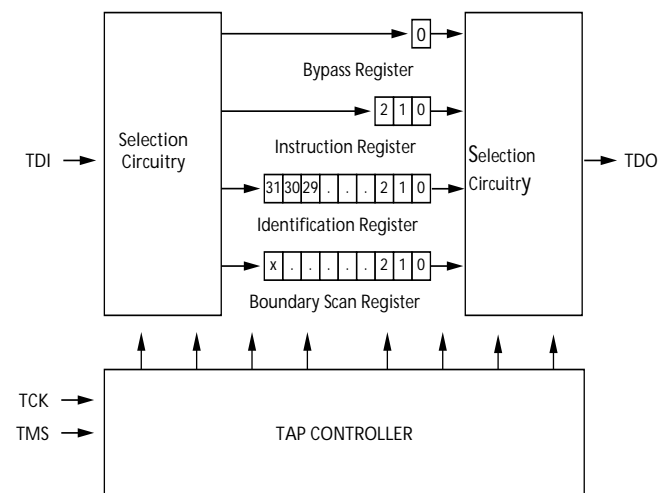 0
Bypass Register
2 1 0
Selection
Circuitry
Instruction Register
Selection
Circuitry
TDI
TDO
31 30 29 . . . 2 1 0
Identification Register
x . . . . . 2 1 0
Boundary Scan Register
TCK
TMS
TAP CONTROLLER